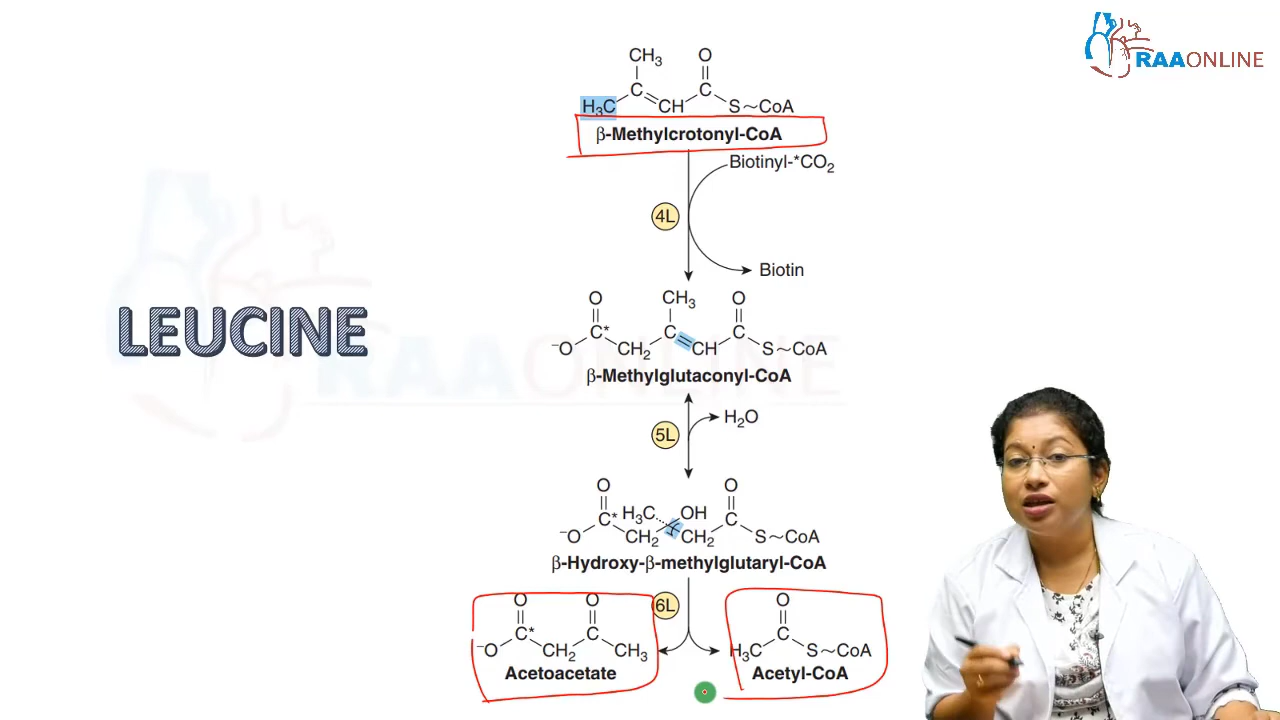 RAAONLINE
CH₃ O
C C
H₃C CH S~CoA
β-Methylcrotonyl-CoA
Biotinyl-*CO₂
4L
Biotin
LEUCINE
O CH₃ O
C* C C
⁻O CH₂ CH S~CoA
β-Methylglutaconyl-CoA
H₂O
5L
O O
C* H₃C OH C
⁻O CH₂ CH₂ S~CoA
β-Hydroxy-β-methylglutaryl-CoA
6L
O O O
C* C C
⁻O CH₂ CH₃ H₃C S~CoA
Acetoacetate Acetyl-CoA
RAAONLINE